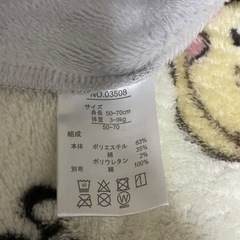 NO.03508
サイズ
身長 50-70cm
体重 3-9kg
50-70
組成
本体 ポリエステル 63%
綿 35%
ポリウレタン 2%
別布 綿 100%